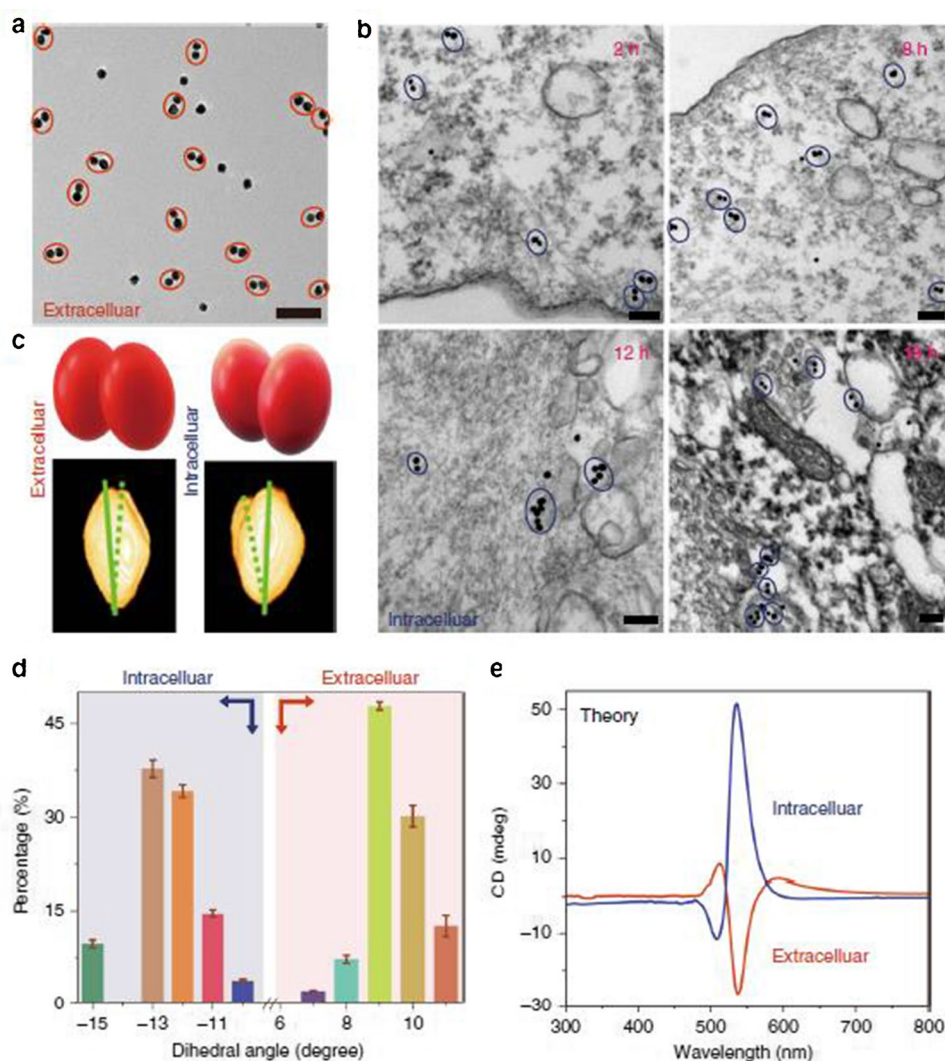 a
Extracelluar
b
2 h
8 h
12 h
Intracelluar
c
Extracelluar
Intracelluar
d
Intracelluar
Extracelluar
Percentage (%)
45
30
15
0
–15
–13
–11
6
8
10
Dihedral angle (degree)
e
Theory
Intracelluar
Extracelluar
CD (mdeg)
50
30
10
–10
–30
300
400
500
600
700
800
Wavelength (nm)